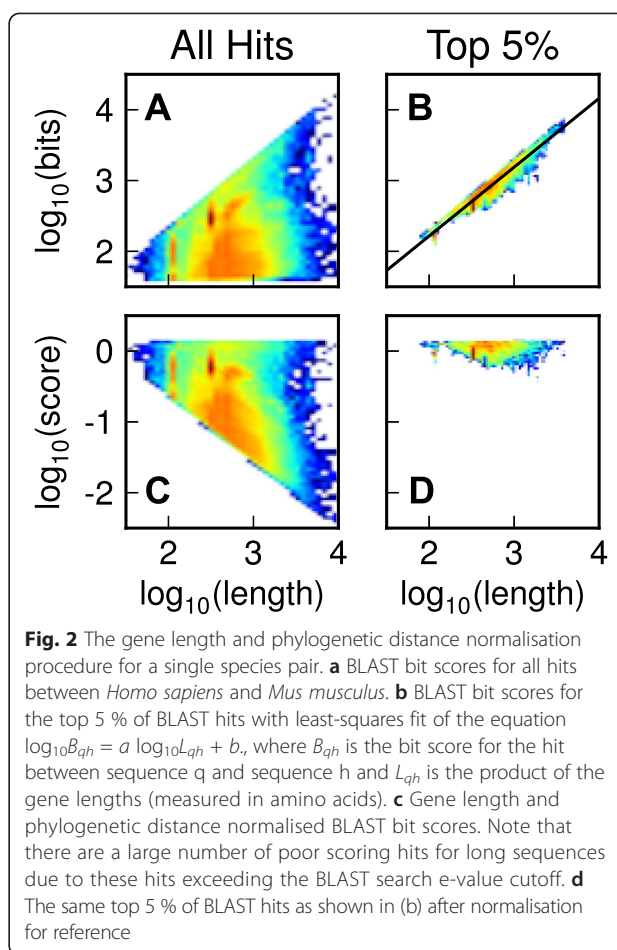 All Hits
Top 5%
A
B
log₁₀(bits)
4
3
2
C
D
log₁₀(score)
0
-1
-2
2
3
4
2
3
4
log₁₀(length)
log₁₀(length)
Fig. 2 The gene length and phylogenetic distance normalisation
procedure for a single species pair. a BLAST bit scores for all hits
between Homo sapiens and Mus musculus. b BLAST bit scores for
the top 5 % of BLAST hits with least-squares fit of the equation
log₁₀Bqh = a log₁₀Lqh + b., where Bqh is the bit score for the hit
between sequence q and sequence h and Lqh is the product of the
gene lengths (measured in amino acids). c Gene length and
phylogenetic distance normalised BLAST bit scores. Note that
there are a large number of poor scoring hits for long sequences
due to these hits exceeding the BLAST search e-value cutoff. d
The same top 5 % of BLAST hits as shown in (b) after normalisation
for reference